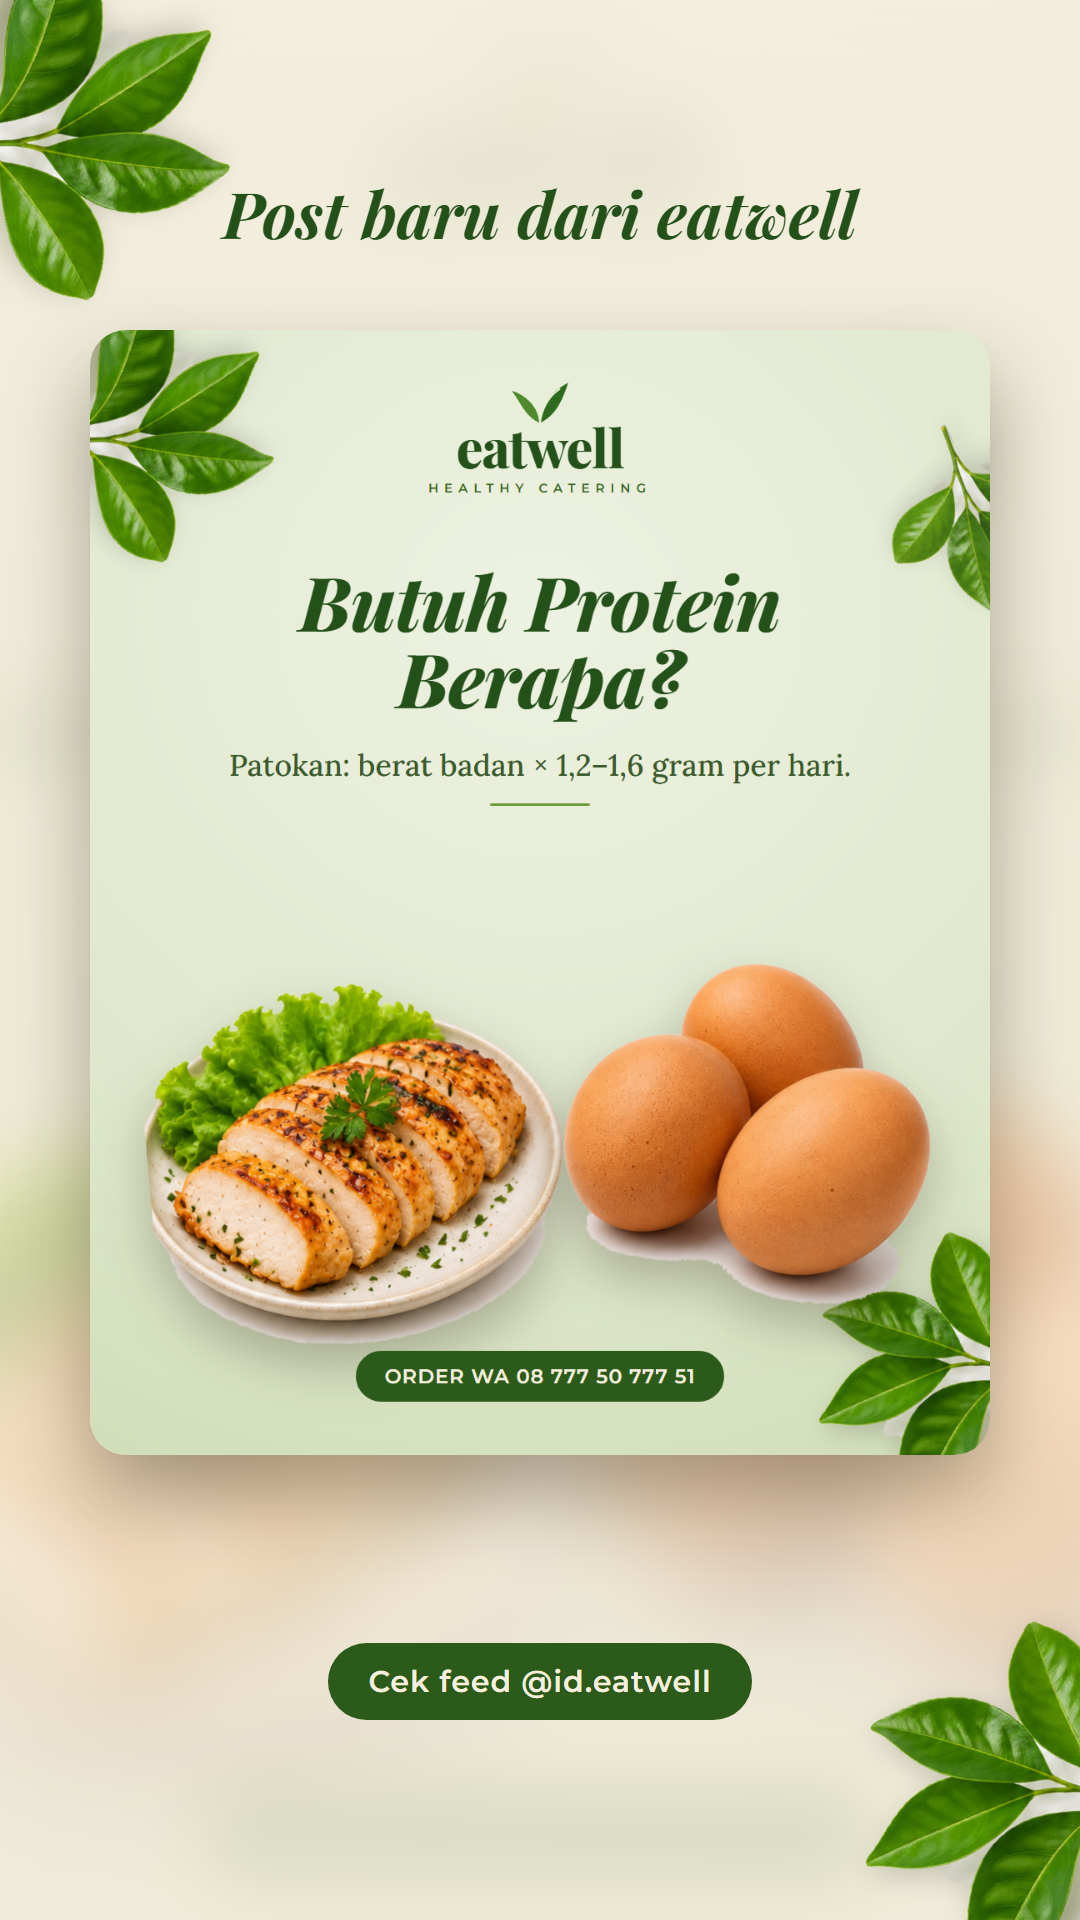 Post baru dari eatwell
eatwell
HEALTHY CATERING
Butuh Protein
Berapa?
Patokan: berat badan × 1,2–1,6 gram per hari.
ORDER WA 08 777 50 777 51
Cek feed @id.eatwell